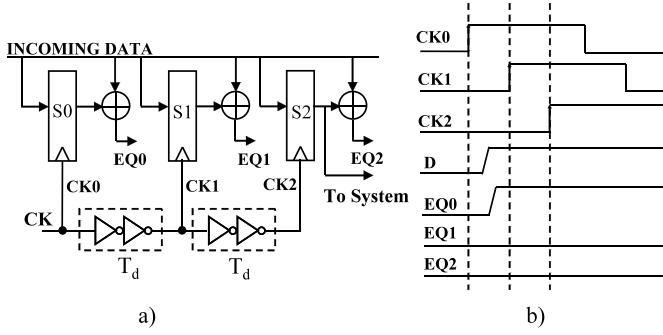 INCOMING DATA
S0
S1
S2
EQ0
EQ1
EQ2
CK0
CK1
CK2
To System
CK
T_d
T_d
a)
CK0
CK1
CK2
D
EQ0
EQ1
EQ2
b)